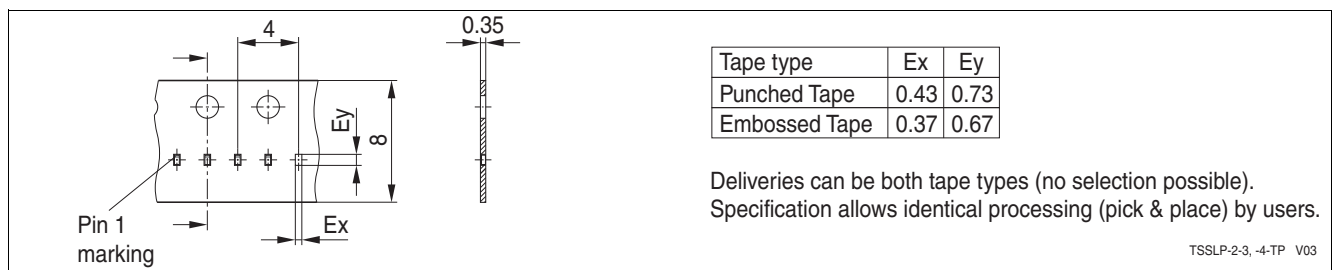 4
0.35
Ey
8
Ex
Pin 1
marking
Tape type Ex Ey
Punched Tape 0.43 0.73
Embossed Tape 0.37 0.67
Deliveries can be both tape types (no selection possible).
Specification allows identical processing (pick & place) by users.
TSSLP-2-3, -4-TP V03